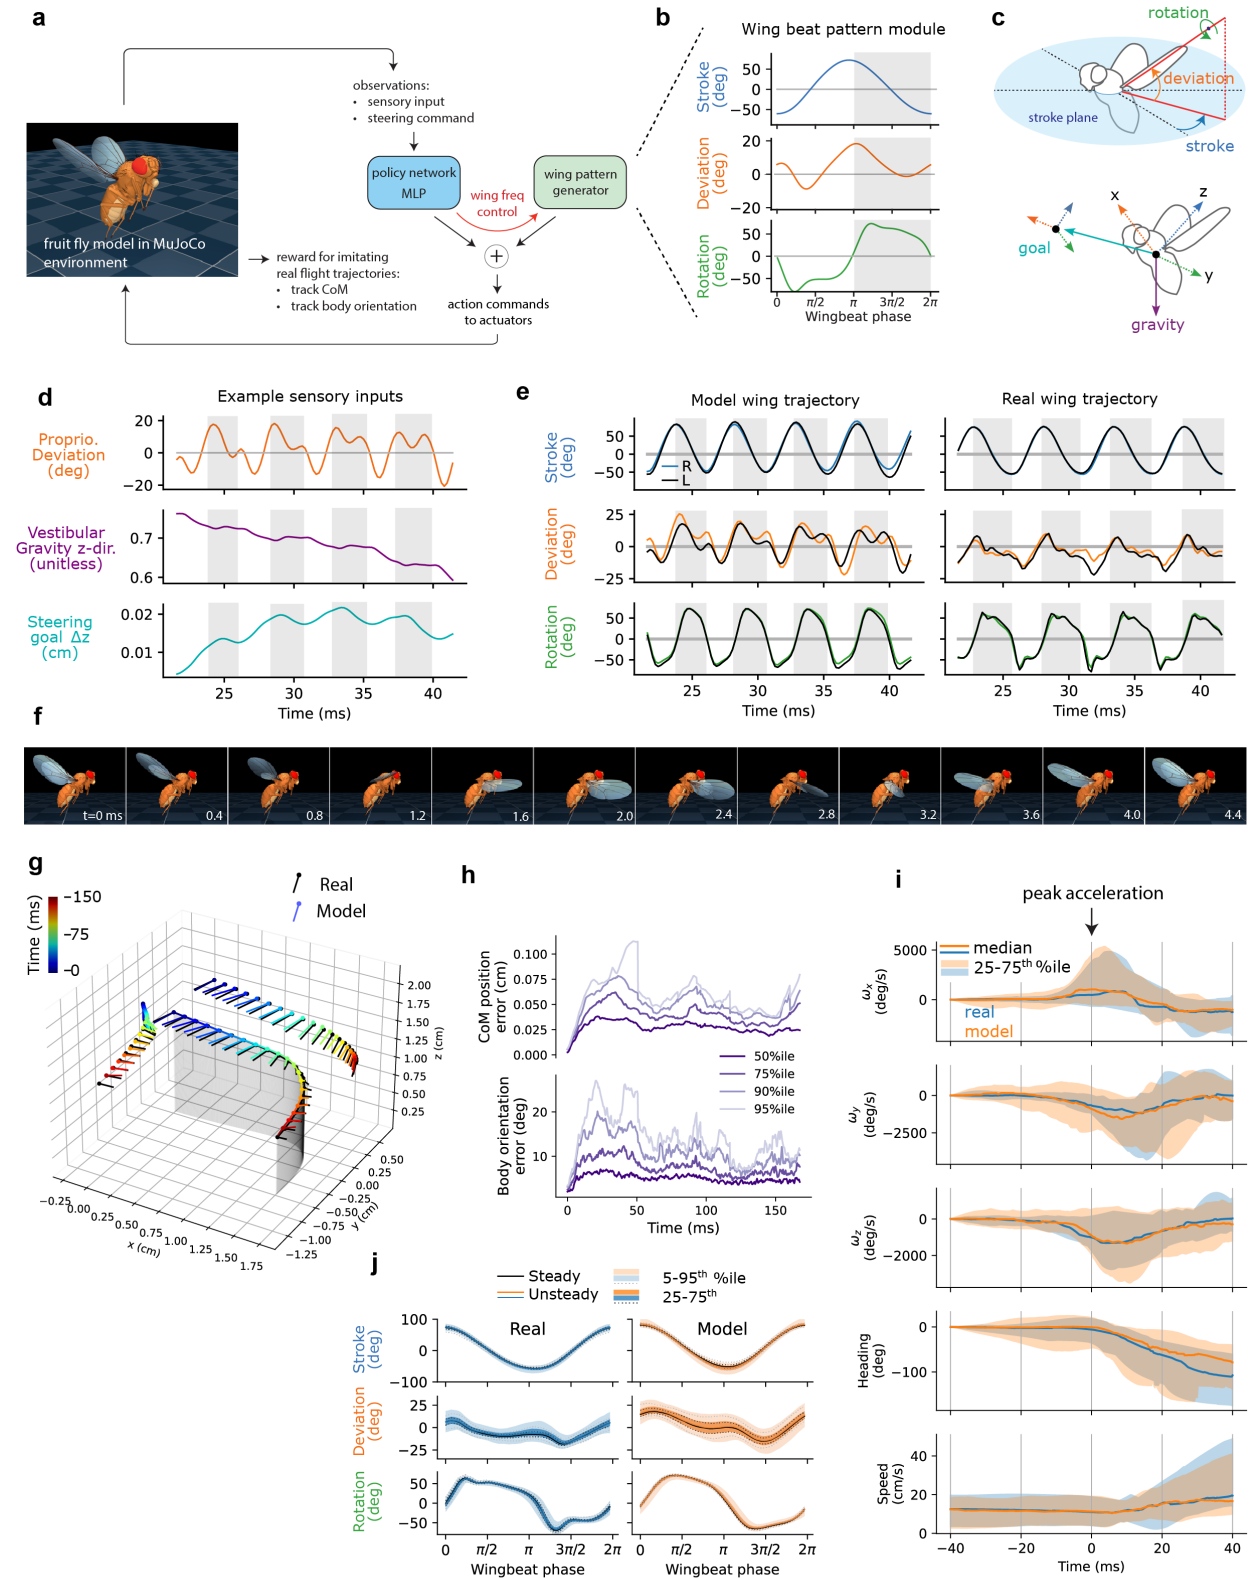 a
observations:
• sensory input
• steering command
policy network
MLP
wing freq
control
wing pattern
generator
+
action commands
to actuators
fruit fly model in MuJoCo
environment
reward for imitating
real flight trajectories:
• track CoM
• track body orientation
b
Wing beat pattern module
Stroke
(deg)
50
0
−50
Deviation
(deg)
20
0
20
Rotation
(deg)
50
0
−50
0 π/2 π 3π/2 2π
Wingbeat phase
c
rotation
deviation
stroke plane
stroke
x
z
goal
y
gravity
d
Example sensory inputs
Proprio.
Deviation
(deg)
20
0
−20
Vestibular
Gravity z-dir.
(unitless)
0.7
0.6
Steering
goal Δz
(cm)
0.02
0.01
25 30 35 40
Time (ms)
e
Model wing trajectory
Real wing trajectory
Stroke
(deg)
50
0
−50
R
L
Deviation
(deg)
25
0
−25
Rotation
(deg)
50
0
−50
25 30 35 40
Time (ms)
25 30 35 40
Time (ms)
f
t=0 ms 0.4 0.8 1.2 1.6 2.0 2.4 2.8 3.2 3.6 4.0 4.4
g
Time (ms)
−150
−75
−0
Real
Model
2.00
1.75
1.50
1.25
1.00
0.75
0.50
0.25
z (cm)
−0.25 0.00 0.25 0.50 0.75 1.00 1.25 1.50 1.75
x (cm)
0.50
0.25
0.00
−0.25
−0.50
−0.75
−1.00
−1.25
y (cm)
h
CoM position
error (cm)
0.100
0.075
0.050
0.025
0.000
50%ile
75%ile
90%ile
95%ile
Body orientation
error (deg)
20
10
0 50 100 150
Time (ms)
i
peak acceleration
median
25-75th %ile
real
model
ωx
(deg/s)
5000
0
ωy
(deg/s)
0
−2500
ωz
(deg/s)
0
−2000
Heading
(deg)
0
−100
Speed
(cm/s)
40
20
0
−40 −20 0 20 40
Time (ms)
j
Steady
Unsteady
5-95th %ile
25-75th
Real
Model
Stroke
(deg)
100
0
−100
Deviation
(deg)
25
0
−25
Rotation
(deg)
50
0
−50
0 π/2 π 3π/2 2π
Wingbeat phase
0 π/2 π 3π/2 2π
Wingbeat phase